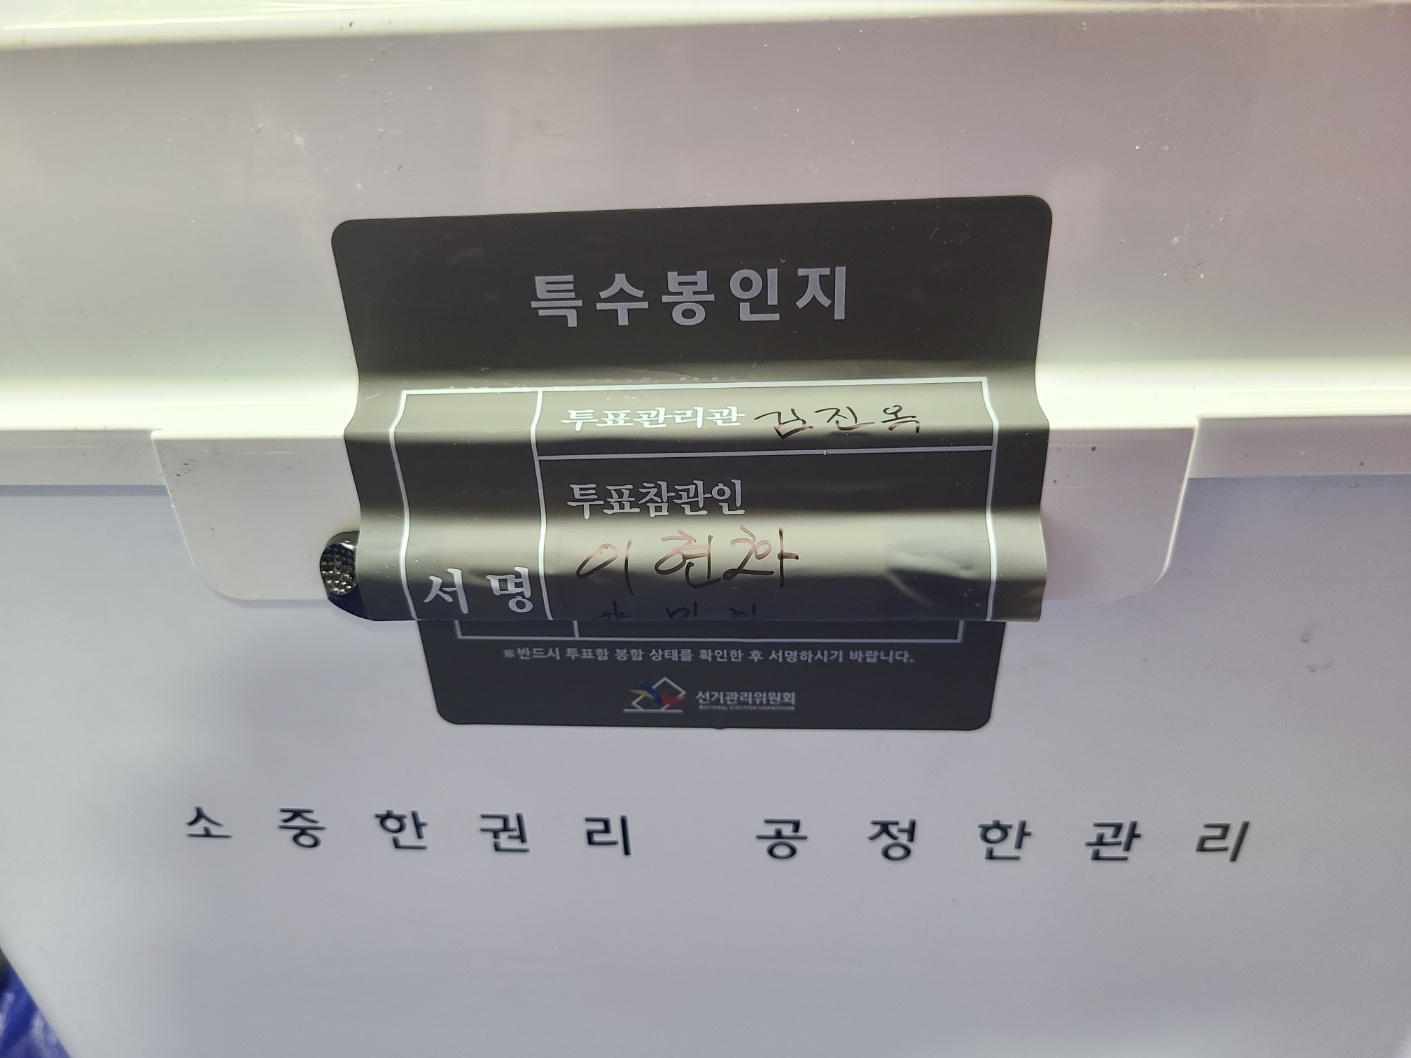 특수봉인지
투표관리관 김진옥
투표참관인
이현화
서명
※반드시 투표함 봉함 상태를 확인한 후 서명하시기 바랍니다.
선거관리위원회
NATIONAL ELECTION COMMISSION
소중한권리 공정한관리